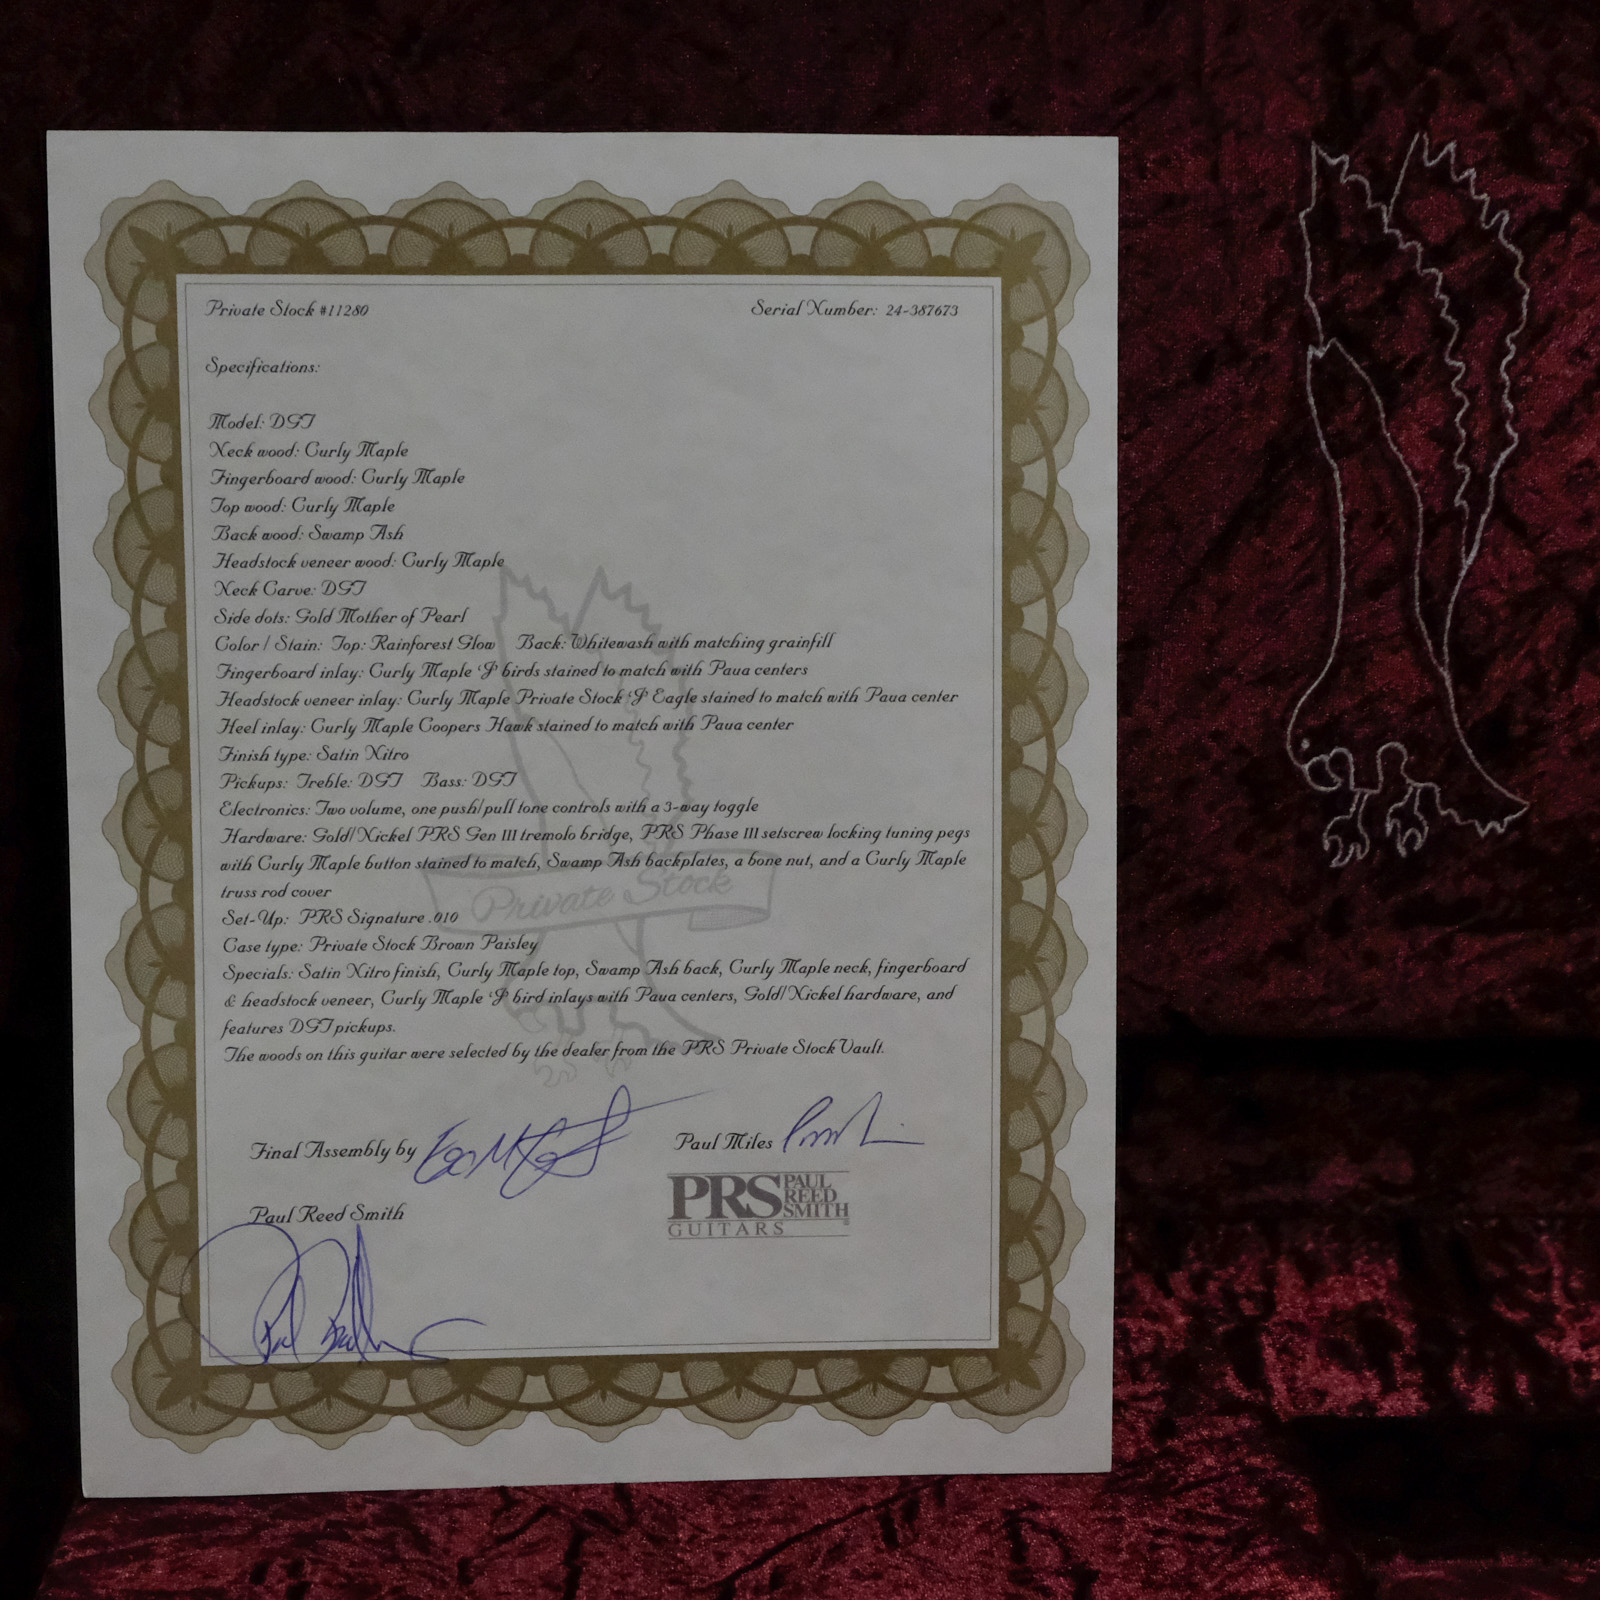 Private Stock #11280
Serial Number: 24-387673
Specifications:
Model: DGT
Neck wood: Curly Maple
Fingerboard wood: Curly Maple
Top wood: Curly Maple
Back wood: Swamp Ash
Headstock veneer wood: Curly Maple
Neck Carve: DGT
Side dots: Gold Mother of Pearl
Color / Stain: Top: Rainforest Glow Back: Whitewash with matching grainfill
Fingerboard inlay: Curly Maple 'J' birds stained to match with Paua centers
Headstock veneer inlay: Curly Maple Private Stock 'J' Eagle stained to match with Paua center
Heel inlay: Curly Maple Coopers Hawk stained to match with Paua center
Finish type: Satin Nitro
Pickups: Treble: DGT Bass: DGT
Electronics: Two volume, one push/pull tone controls with a 3-way toggle
Hardware: Gold/Nickel PRS Gen III tremolo bridge, PRS Phase III setscrew locking tuning pegs
with Curly Maple button stained to match, Swamp Ash backplates, a bone nut, and a Curly Maple
truss rod cover
Private Stock
Set-Up: PRS Signature .010
Case type: Private Stock Brown Paisley
Specials: Satin Nitro finish, Curly Maple top, Swamp Ash back, Curly Maple neck, fingerboard
& headstock veneer, Curly Maple 'J' bird inlays with Paua centers, Gold/Nickel hardware, and
features DGT pickups.
The woods on this guitar were selected by the dealer from the PRS Private Stock Vault.
Final Assembly by
Paul Miles
PRS PAUL REED SMITH
GUITARS
Paul Reed Smith